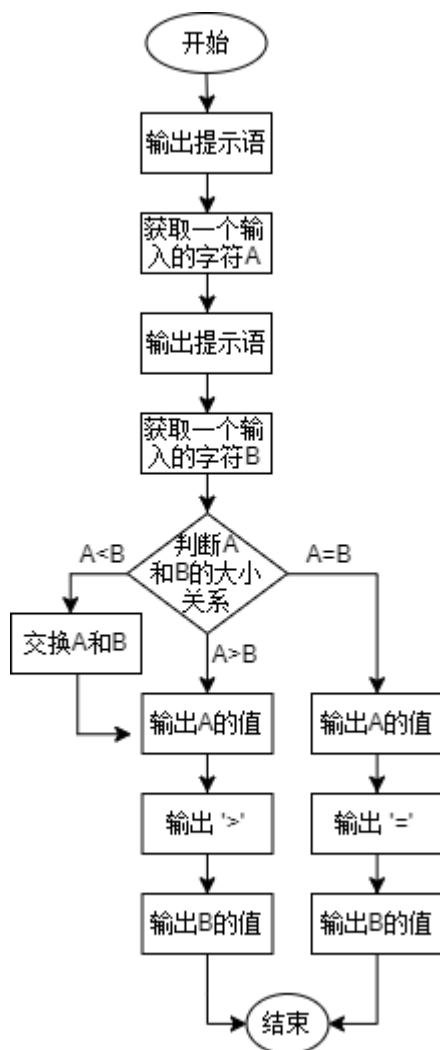 开始
输出提示语
获取一个输
入的字符A
输出提示语
获取一个输
入的字符B
判断A
和B的大小
关系
A<B
A=B
A>B
交换A和B
输出A的值
输出A的值
输出 '>'
输出 '='
输出B的值
输出B的值
结束